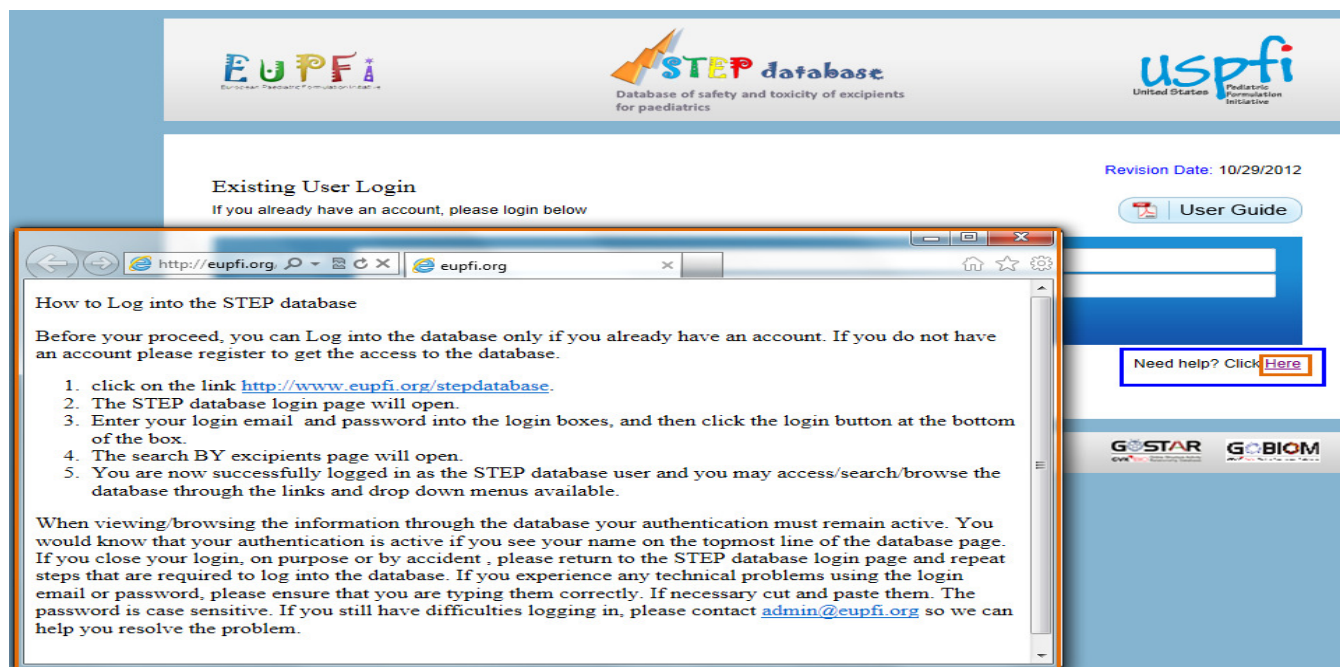 EUPFi
European Paediatric Formulation Initiative
STEP database
Database of safety and toxicity of excipients
for paediatrics
uspfi
United States
Pediatric
Formulation
Initiative
Revision Date: 10/29/2012
Existing User Login
If you already have an account, please login below
User Guide
http://eupfi.org,
eupfi.org
How to Log into the STEP database
Before your proceed, you can Log into the database only if you already have an account. If you do not have
an account please register to get the access to the database.
1. click on the link http://www.eupfi.org/stepdatabase.
2. The STEP database login page will open.
3. Enter your login email and password into the login boxes, and then click the login button at the bottom
of the box.
4. The search BY excipients page will open.
5. You are now successfully logged in as the STEP database user and you may access/search/browse the
database through the links and drop down menus available.
When viewing/browsing the information through the database your authentication must remain active. You
would know that your authentication is active if you see your name on the topmost line of the database page.
If you close your login, on purpose or by accident , please return to the STEP database login page and repeat
steps that are required to log into the database. If you experience any technical problems using the login
email or password, please ensure that you are typing them correctly. If necessary cut and paste them. The
password is case sensitive. If you still have difficulties logging in, please contact admin@eupfi.org so we can
help you resolve the problem.
Need help? Click Here
GOSTAR
GOBIOM